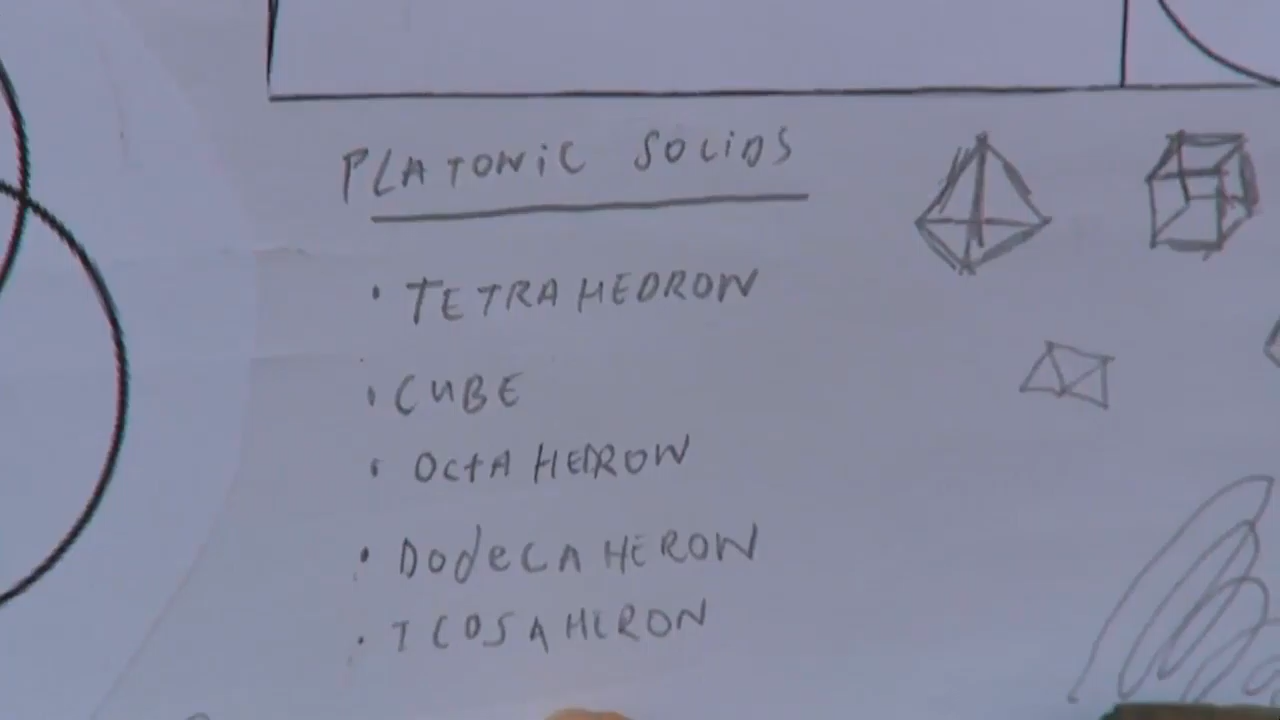 PLATONiC SOLiDS
• TETRAHEDRON
• CUBE
• OCtAHEDRON
• DodeCAHERON
• ICOSAHERON